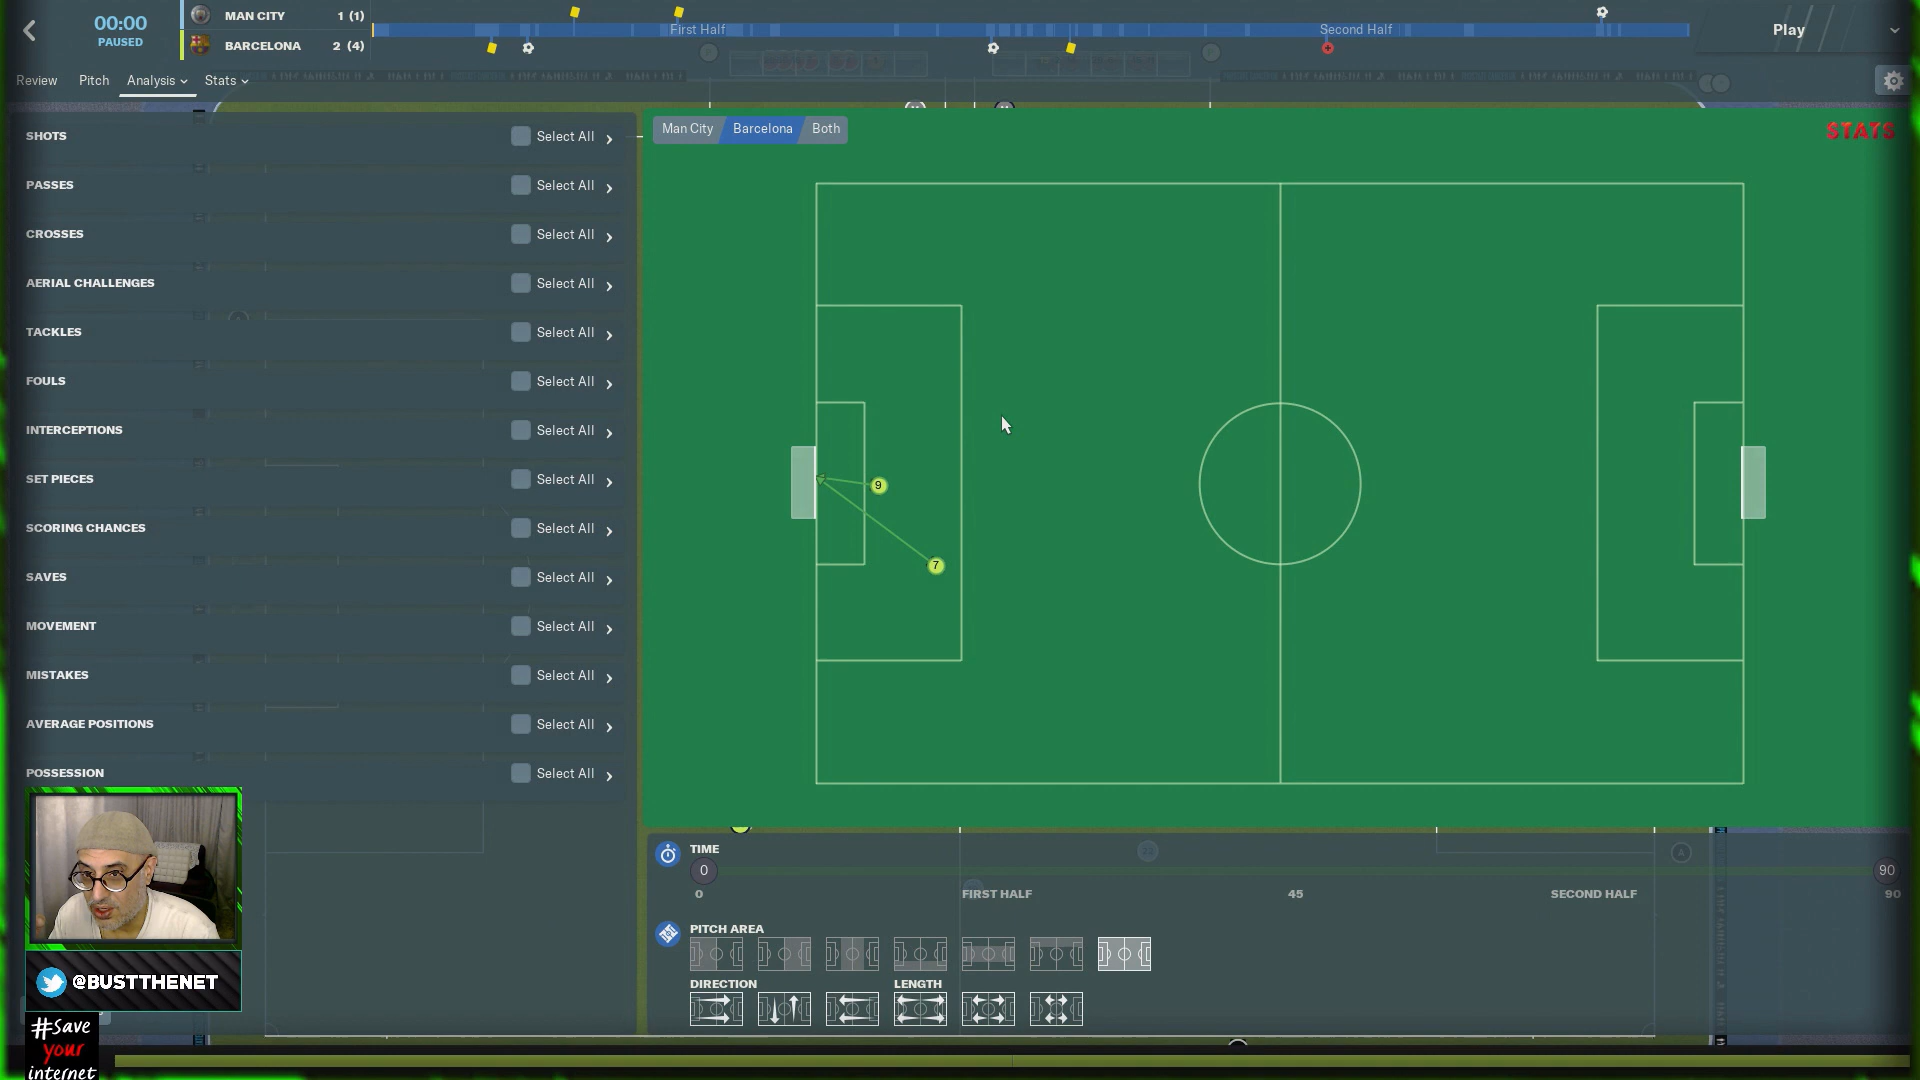 00:00
PAUSED
MAN CITY 1 (1)
BARCELONA 2 (4)
First Half
Second Half
Play
Review
Pitch
Analysis
Stats
SHOTS Select All
PASSES Select All
CROSSES Select All
AERIAL CHALLENGES Select All
TACKLES Select All
FOULS Select All
INTERCEPTIONS Select All
SET PIECES Select All
SCORING CHANCES Select All
SAVES Select All
MOVEMENT Select All
MISTAKES Select All
AVERAGE POSITIONS Select All
POSSESSION Select All
Man City
Barcelona
Both
STATS
9
7
TIME
0
90
0
FIRST HALF
45
SECOND HALF
90
PITCH AREA
DIRECTION
LENGTH
@BUSTTHENET
#Save
your
internet